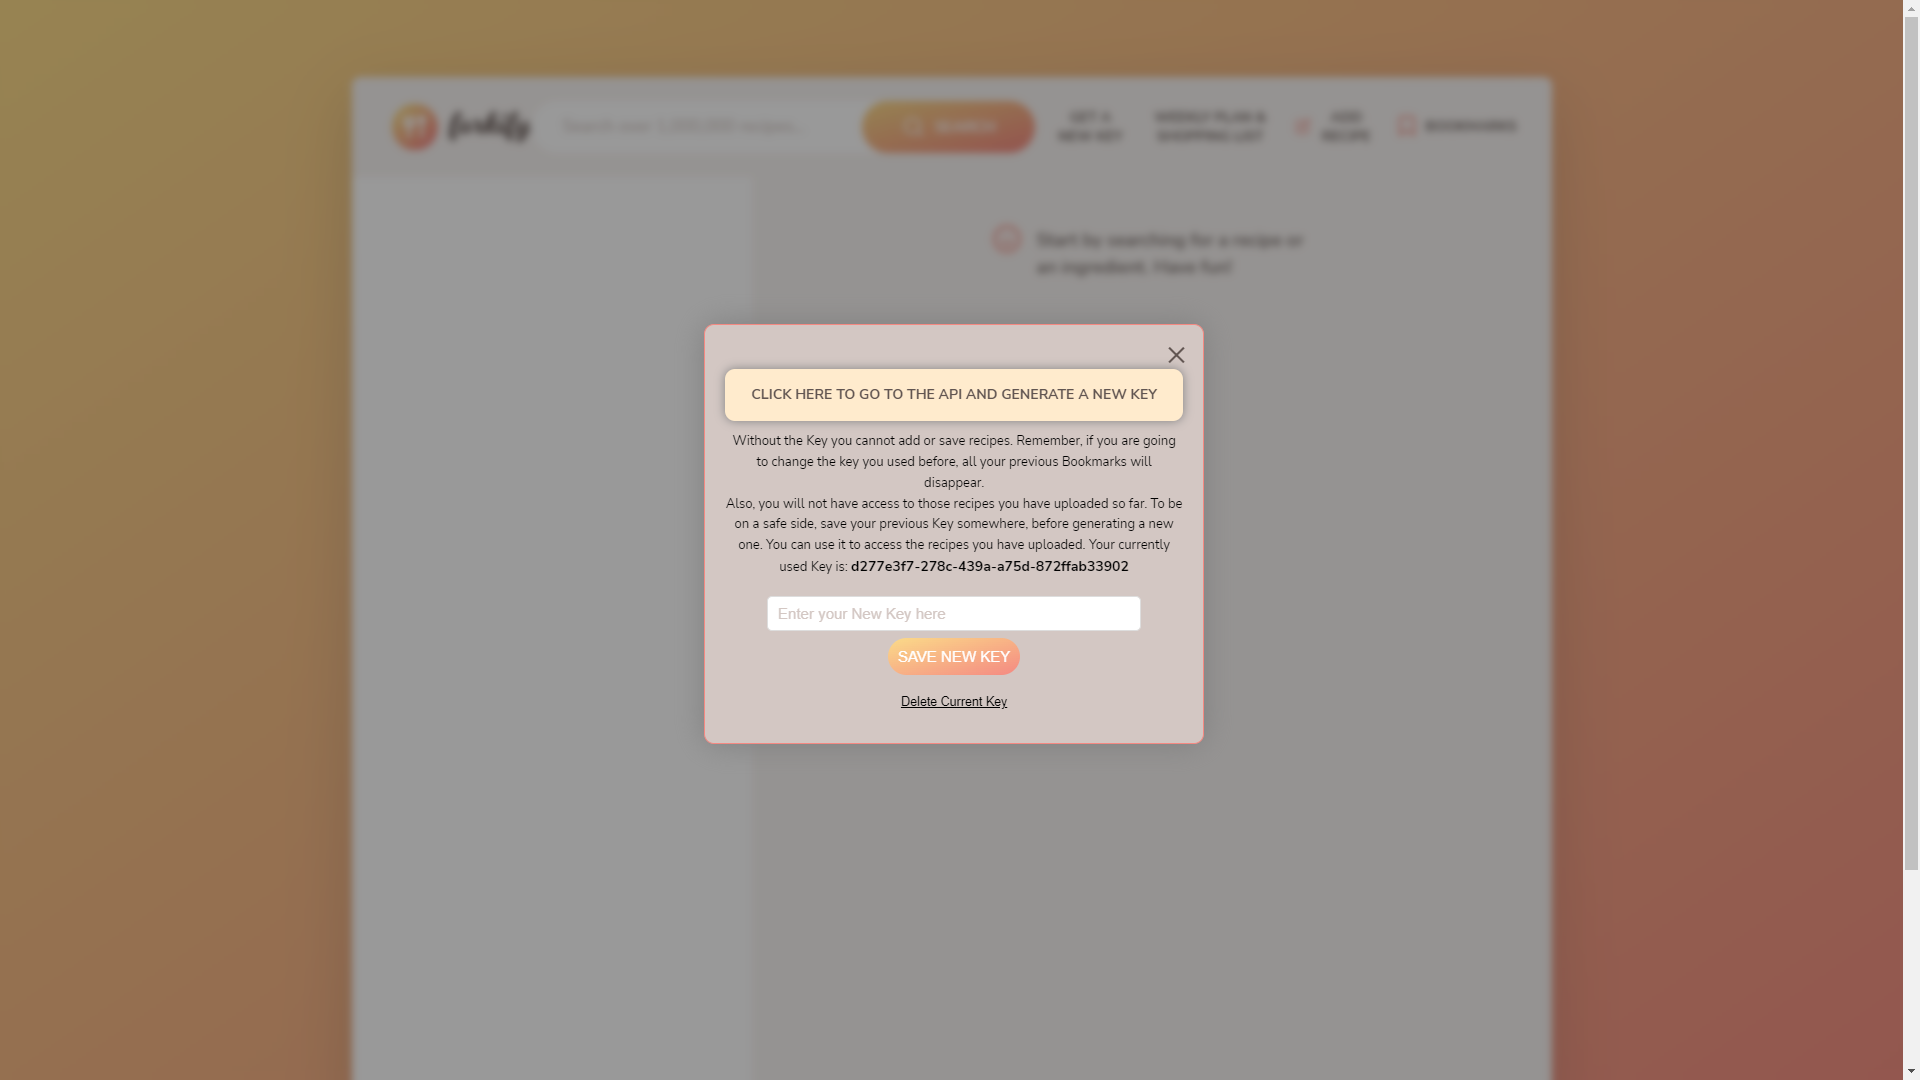 forkify
Search over 1,000,000 recipes...
SEARCH
GET A
NEW KEY
WEEKLY PLAN &
SHOPPING LIST
ADD
RECIPE
BOOKMARKS
Start by searching for a recipe or
an ingredient. Have fun!
CLICK HERE TO GO TO THE API AND GENERATE A NEW KEY
Without the Key you cannot add or save recipes. Remember, if you are going
to change the key you used before, all your previous Bookmarks will
disappear.
Also, you will not have access to those recipes you have uploaded so far. To be
on a safe side, save your previous Key somewhere, before generating a new
one. You can use it to access the recipes you have uploaded. Your currently
used Key is: d277e3f7-278c-439a-a75d-872ffab33902
Enter your New Key here
SAVE NEW KEY
Delete Current Key